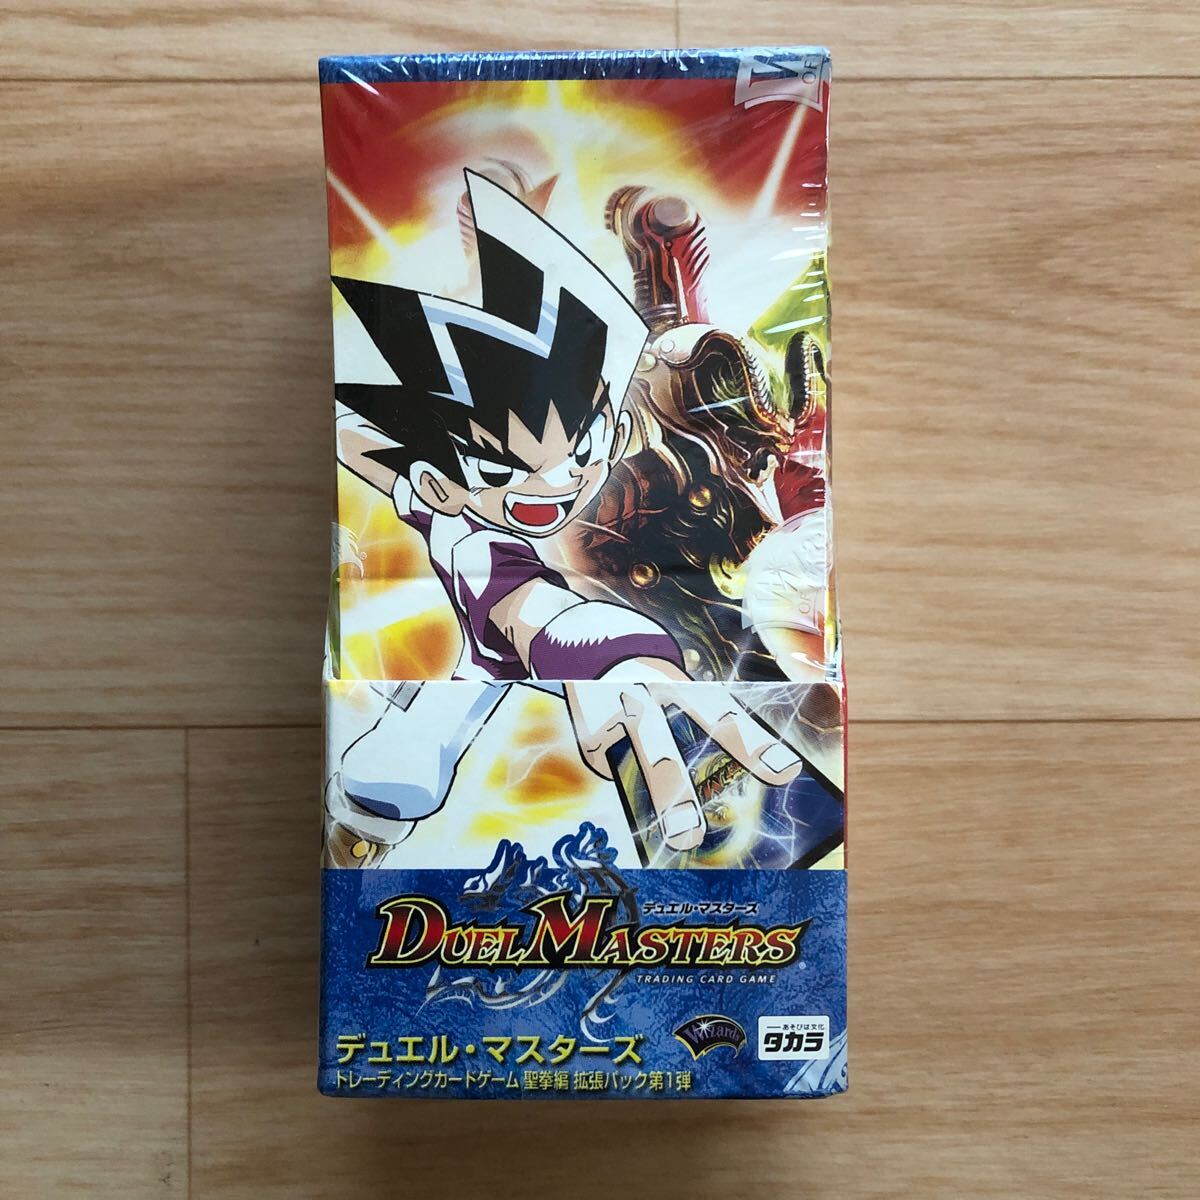 デュエル・マスターズ
DUEL MASTERS®
TRADING CARD GAME
Wizards
あそびは文化
タカラ
デュエル・マスターズ
トレーディングカードゲーム 聖拳編 拡張パック第1弾